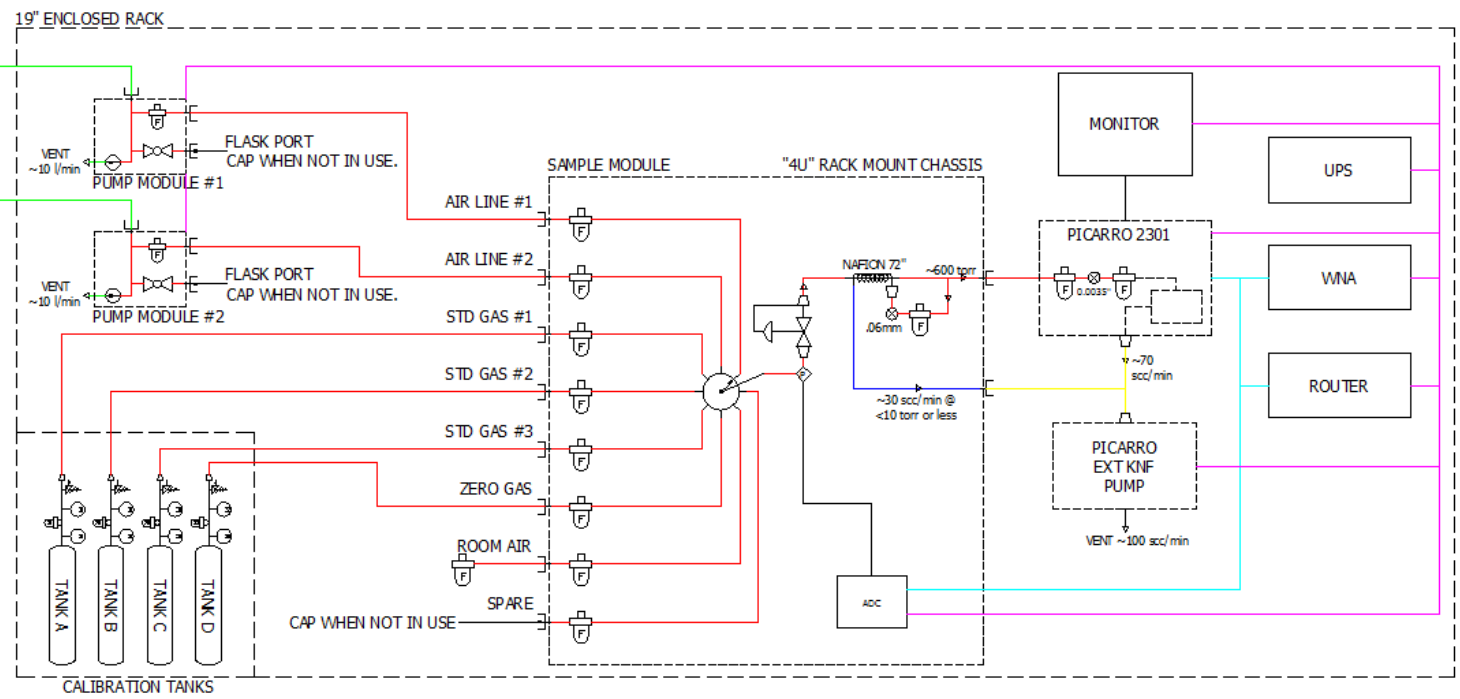 19" ENCLOSED RACK
VENT
~10 l/min
F
FLASK PORT
CAP WHEN NOT IN USE.
PUMP MODULE #1
VENT
~10 l/min
F
FLASK PORT
CAP WHEN NOT IN USE.
PUMP MODULE #2
SAMPLE MODULE
"4U" RACK MOUNT CHASSIS
AIR LINE #1
F
AIR LINE #2
F
STD GAS #1
F
STD GAS #2
F
STD GAS #3
F
ZERO GAS
F
ROOM AIR
F
F
SPARE
F
CAP WHEN NOT IN USE
NAFION 72"
~600 torr
.06mm
F
P
~30 scc/min @
<10 torr or less
ADC
MONITOR
UPS
PICARRO 2301
F
0.0035"
F
WNA
~70
scc/min
ROUTER
PICARRO
EXT KNF
PUMP
VENT ~100 scc/min
TANK A
TANK B
TANK C
TANK D
CALIBRATION TANKS